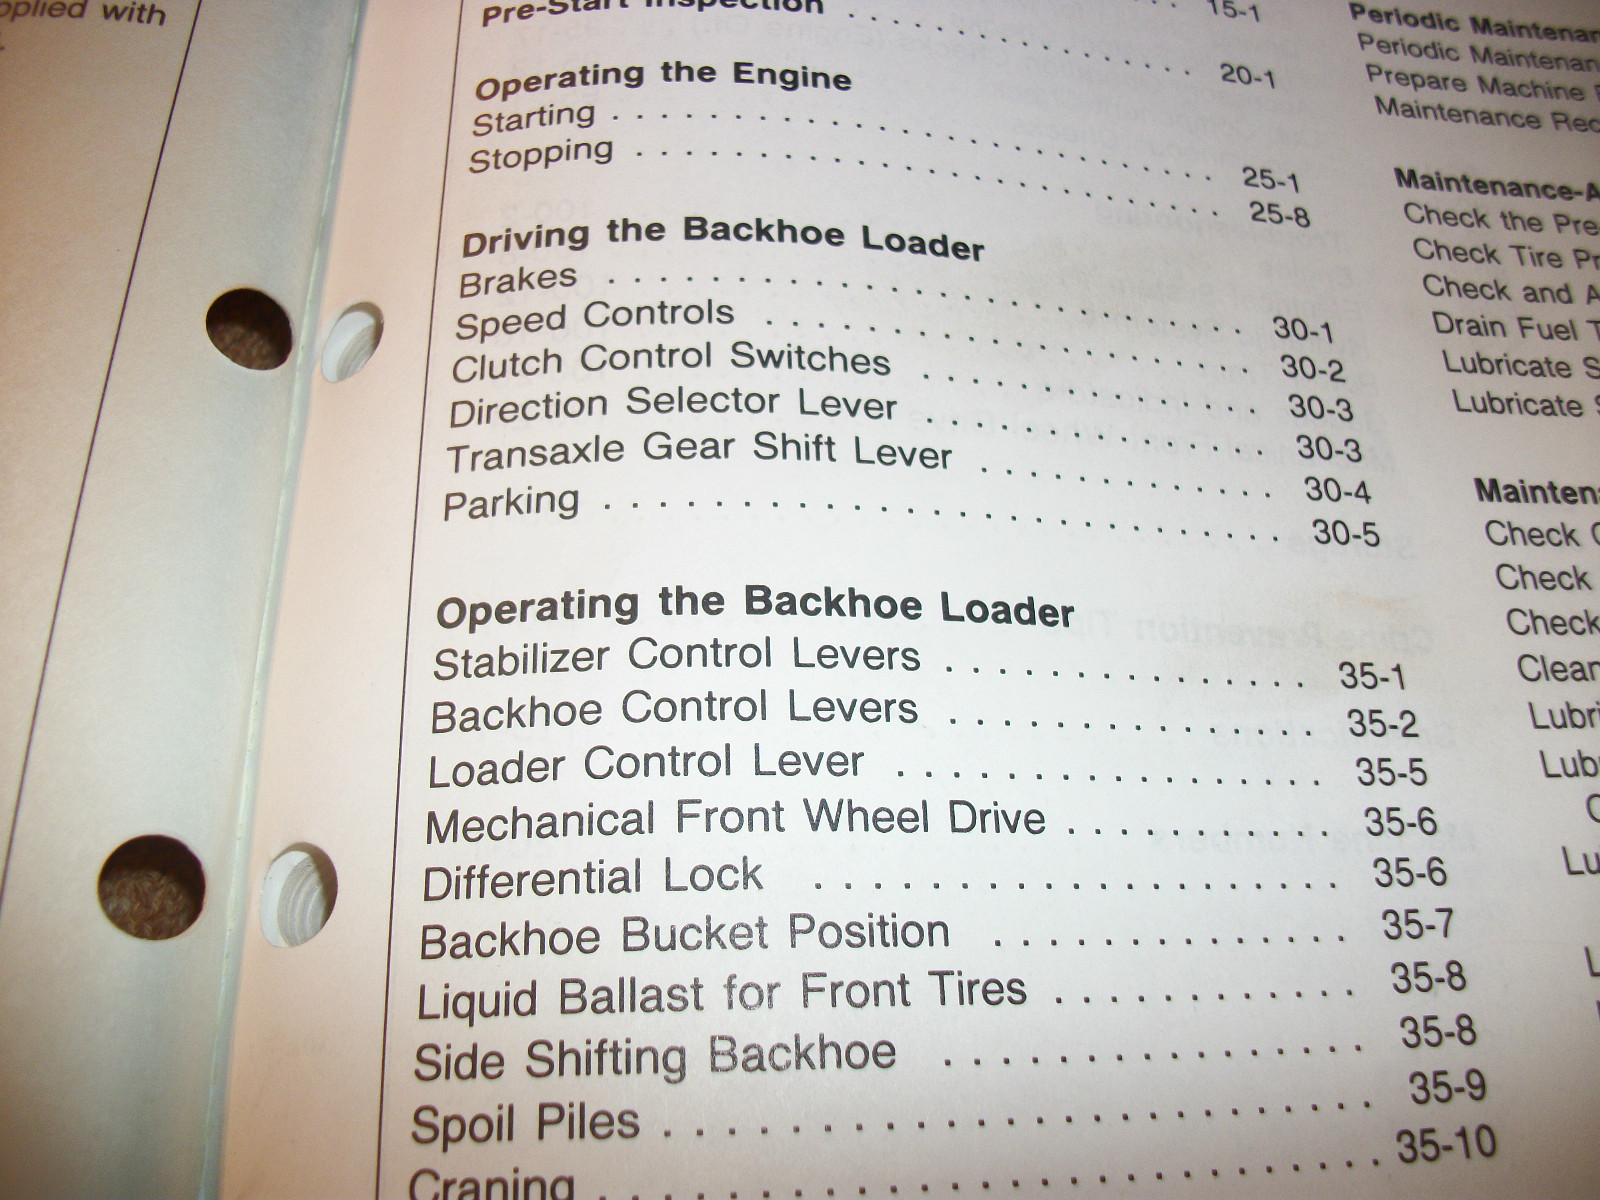 pplied with
15-1
Pre-Start Inspection . . . . . . . . . . . . . . . . 20-1
Operating the Engine
Starting . . . . . . . . . . . . . . . . . . . . . . . . . 25-1
Stopping . . . . . . . . . . . . . . . . . . . . . . . . 25-8
Driving the Backhoe Loader
Brakes . . . . . . . . . . . . . . . . . . . . . . . . . 30-1
Speed Controls . . . . . . . . . . . . . . . . . . . 30-2
Clutch Control Switches . . . . . . . . . . . . . 30-3
Direction Selector Lever . . . . . . . . . . . . . 30-3
Transaxle Gear Shift Lever . . . . . . . . . . . 30-4
Parking . . . . . . . . . . . . . . . . . . . . . . . . . 30-5
Operating the Backhoe Loader
Stabilizer Control Levers . . . . . . . . . . . . . 35-1
Backhoe Control Levers . . . . . . . . . . . . . 35-2
Loader Control Lever . . . . . . . . . . . . . . . 35-5
Mechanical Front Wheel Drive . . . . . . . . . . 35-6
Differential Lock . . . . . . . . . . . . . . . . . . 35-6
Backhoe Bucket Position . . . . . . . . . . . . 35-7
Liquid Ballast for Front Tires . . . . . . . . . . . 35-8
Side Shifting Backhoe . . . . . . . . . . . . . . 35-8
Spoil Piles . . . . . . . . . . . . . . . . . . . . . . . 35-9
Craning . . . . . . . . . . . . . . . . . . . . . . . . 35-10
Periodic Maintenan
Periodic Maintenan
Prepare Machine
Maintenance Rec
Maintenance-A
Check the Pre
Check Tire Pr
Check and A
Drain Fuel T
Lubricate S
Lubricate S
Mainten
Check
Check
Check
Clean
Lubri
Lub
Lu